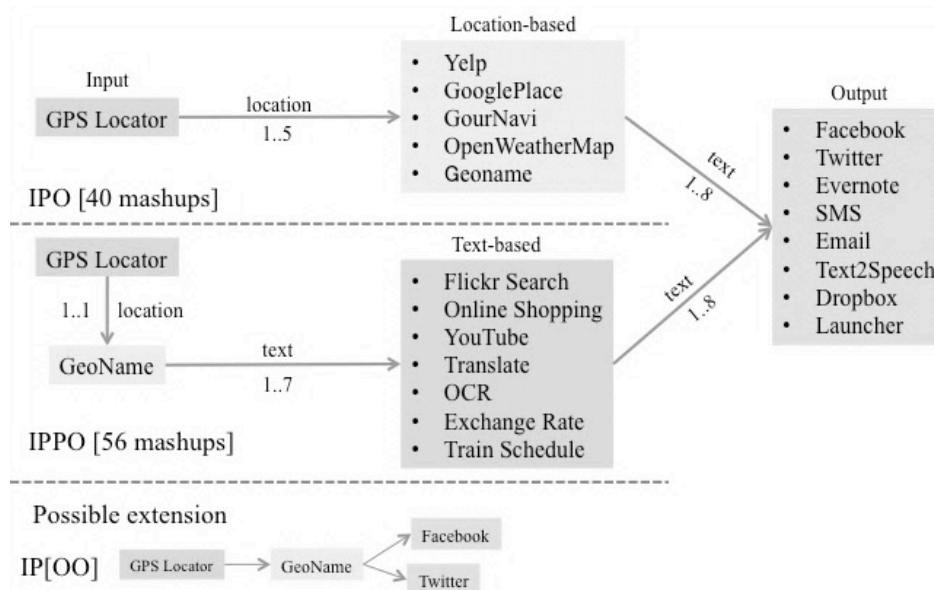 Location-based
• Yelp
• GooglePlace
• GourNavi
• OpenWeatherMap
• Geoname
Input
GPS Locator
location
1..5
text
1..8
Output
• Facebook
• Twitter
• Evernote
• SMS
• Email
• Text2Speech
• Dropbox
• Launcher
IPO [40 mashups]
GPS Locator
1..1 location
GeoName
text
1..7
Text-based
• Flickr Search
• Online Shopping
• YouTube
• Translate
• OCR
• Exchange Rate
• Train Schedule
text
1..8
IPPO [56 mashups]
Possible extension
IP[OO]
GPS Locator
GeoName
Facebook
Twitter